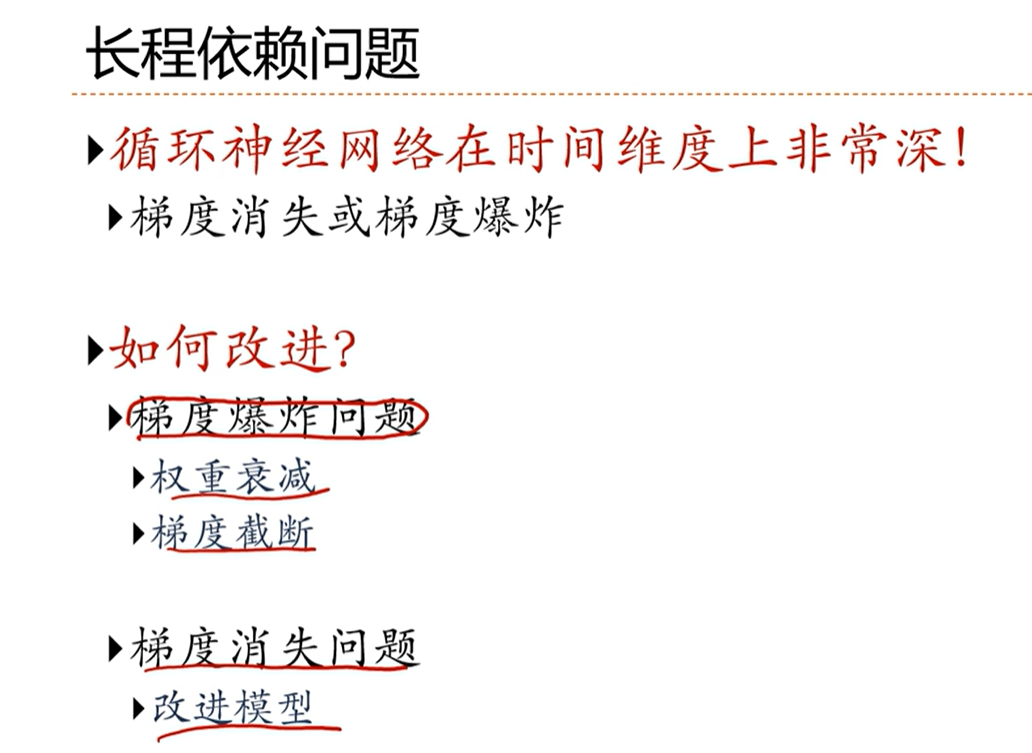 长程依赖问题
循环神经网络在时间维度上非常深！
梯度消失或梯度爆炸
如何改进？
梯度爆炸问题
权重衰减
梯度截断
梯度消失问题
改进模型